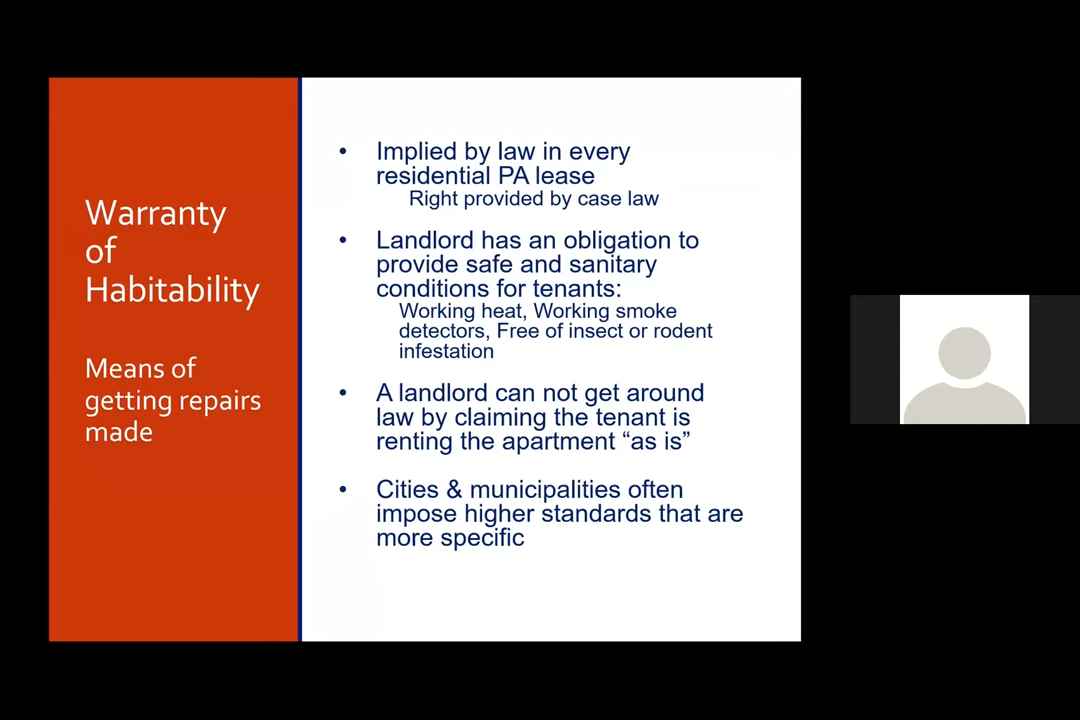 Warranty
of
Habitability
Means of
getting repairs
made
• Implied by law in every
residential PA lease
Right provided by case law
• Landlord has an obligation to
provide safe and sanitary
conditions for tenants:
Working heat, Working smoke
detectors, Free of insect or rodent
infestation
• A landlord can not get around
law by claiming the tenant is
renting the apartment “as is”
• Cities & municipalities often
impose higher standards that are
more specific